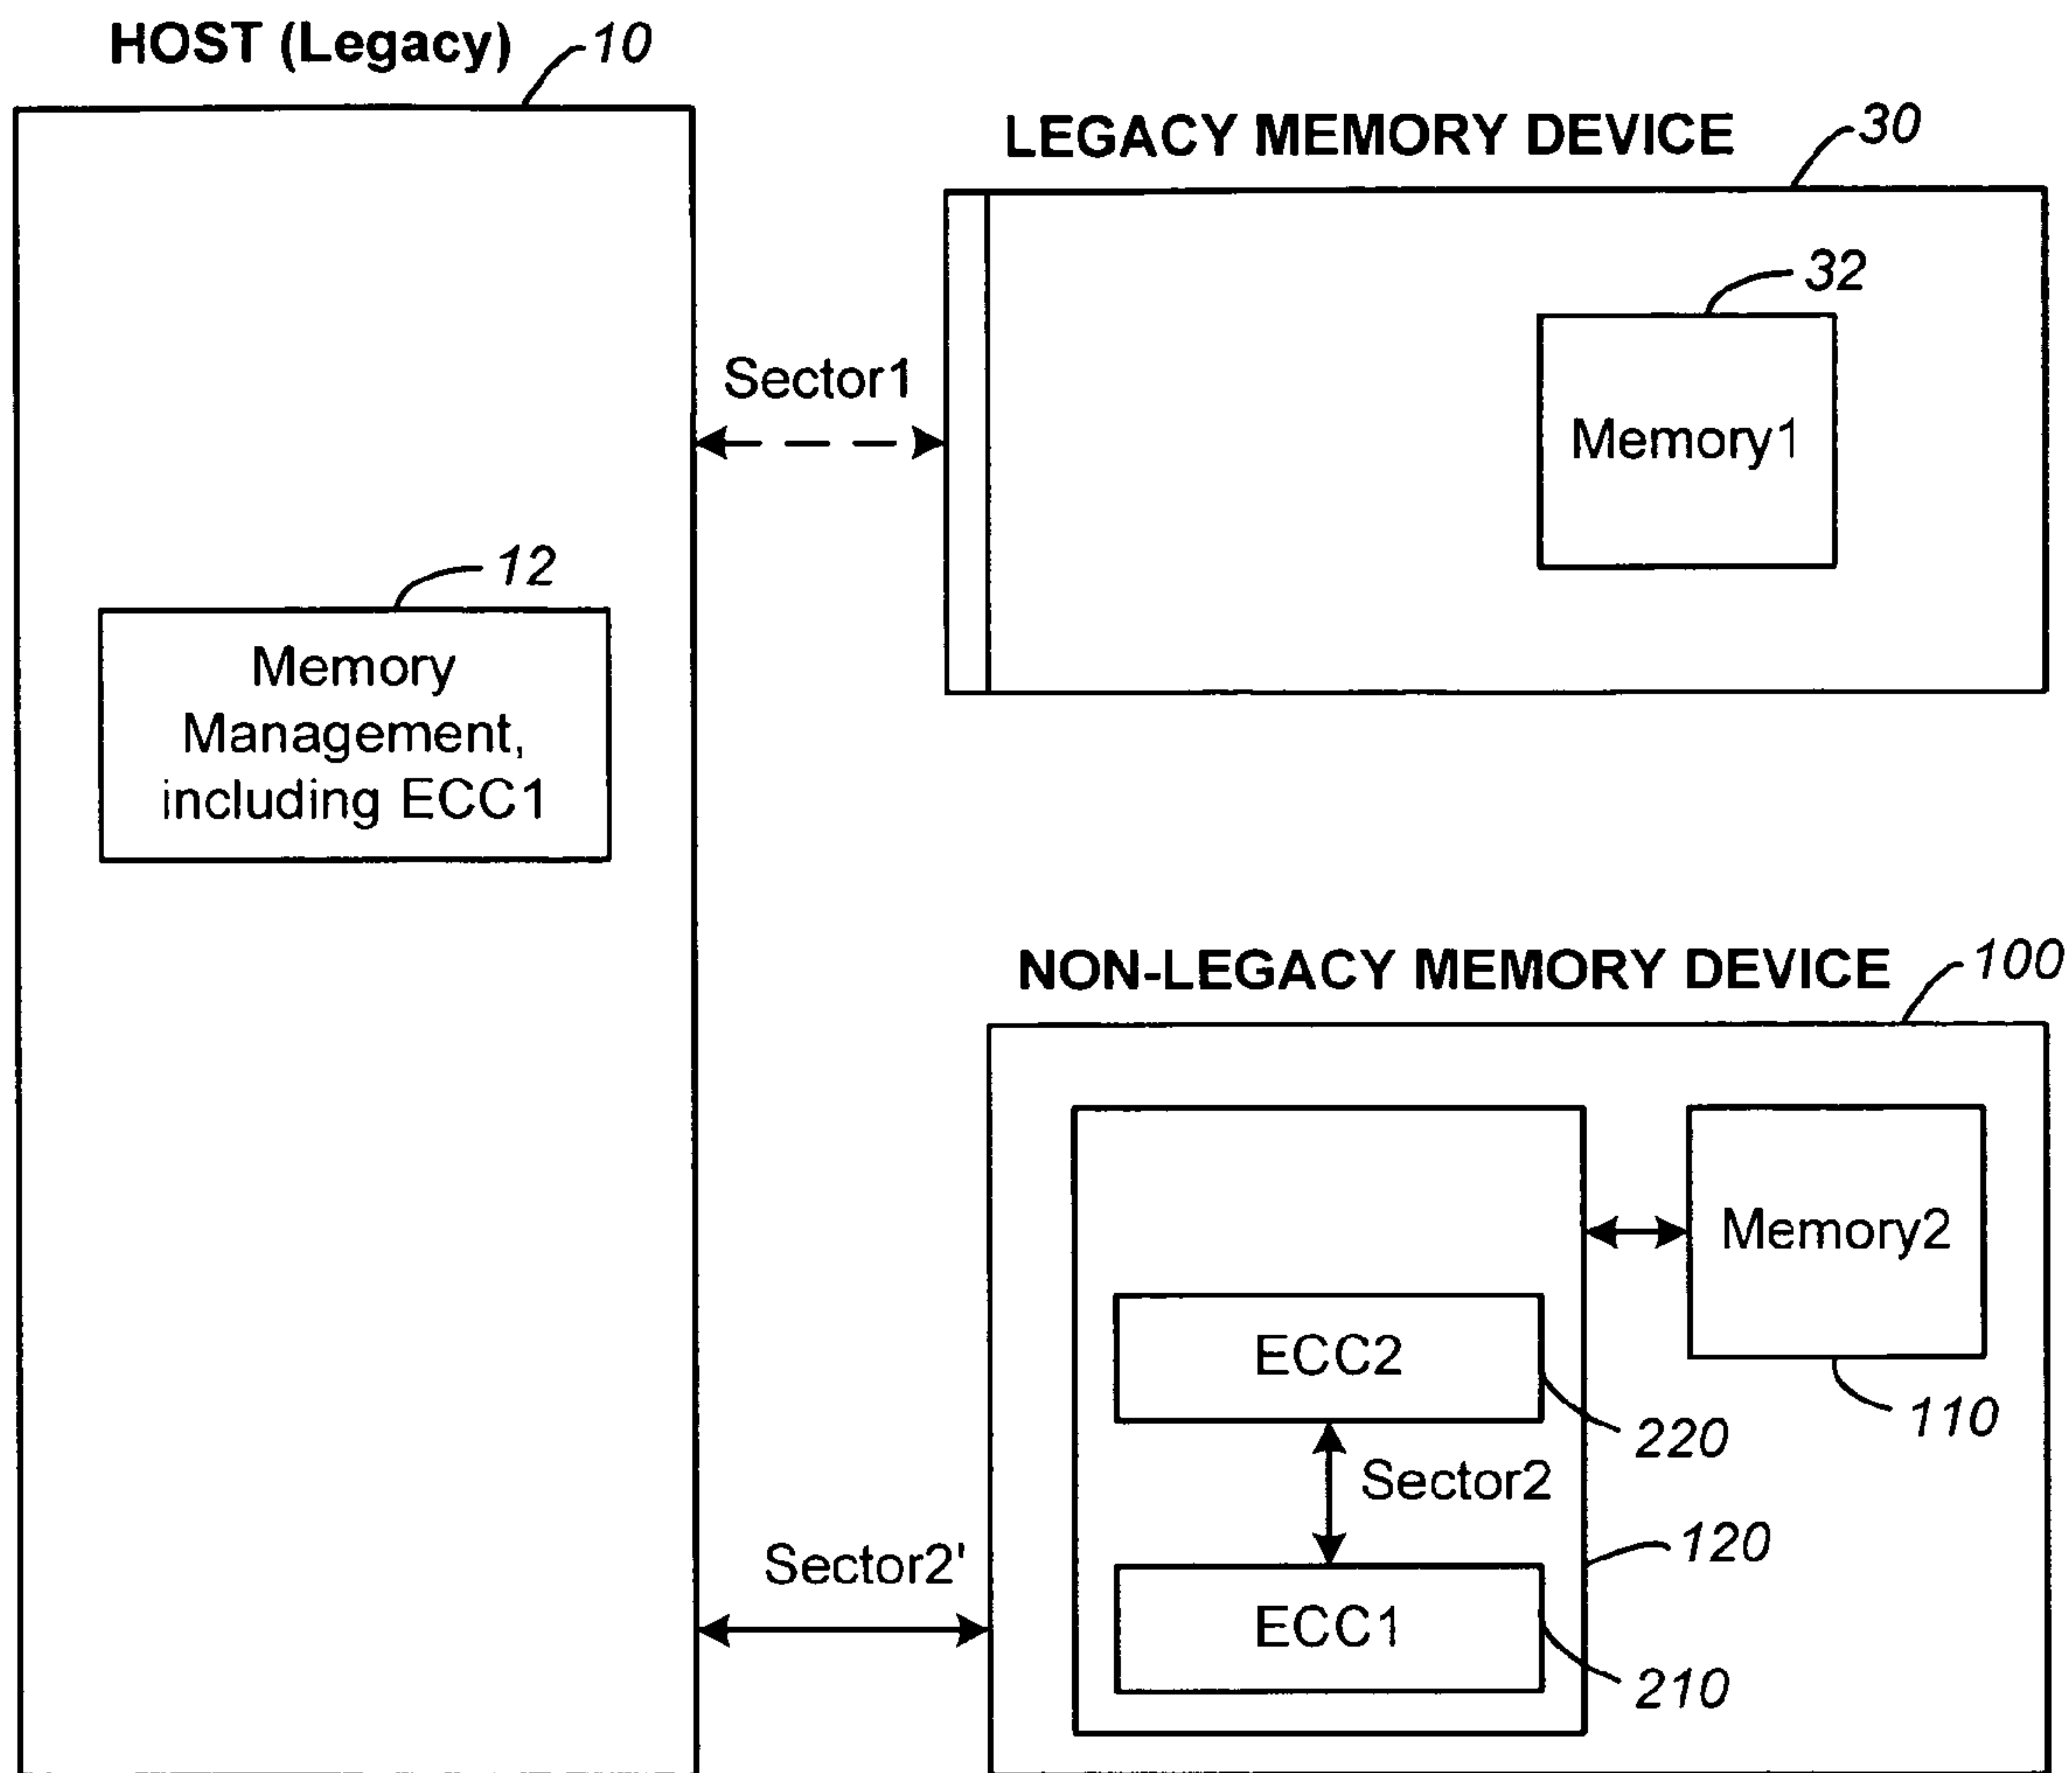 HOST (Legacy)
10
LEGACY MEMORY DEVICE
30
32
Memory1
Sector1
12
Memory
Management,
including ECC1
NON-LEGACY MEMORY DEVICE
100
Memory2
110
ECC2
220
Sector2
120
Sector2'
ECC1
210